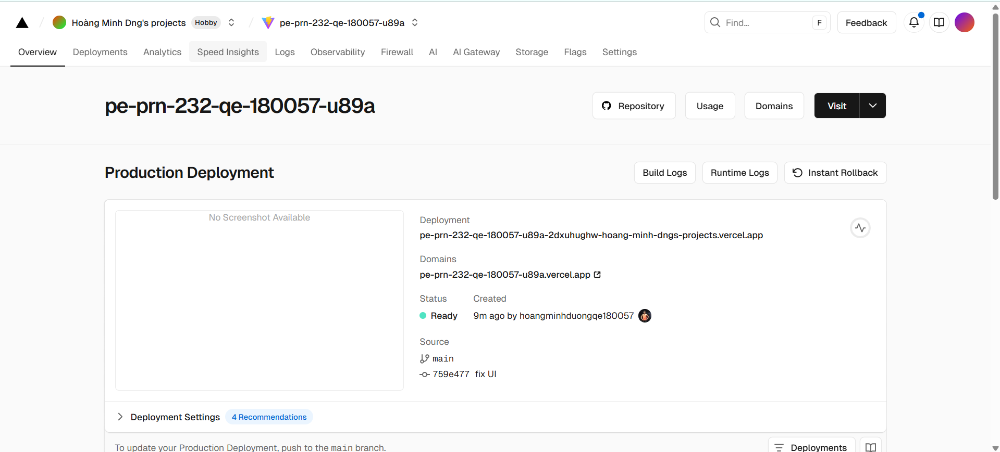 Hoàng Minh Dng's projects Hobby pe-prn-232-qe-180057-u89a Find... F Feedback
Overview Deployments Analytics Speed Insights Logs Observability Firewall AI AI Gateway Storage Flags Settings
pe-prn-232-qe-180057-u89a Repository Usage Domains Visit
Production Deployment Build Logs Runtime Logs Instant Rollback
No Screenshot Available
Deployment
pe-prn-232-qe-180057-u89a-2dxuhughw-hoang-minh-dngs-projects.vercel.app
Domains
pe-prn-232-qe-180057-u89a.vercel.app
Status Created
Ready 9m ago by hoangminhduongqe180057
Source
main
759e477 fix UI
Deployment Settings 4 Recommendations
To update your Production Deployment, push to the main branch. Deployments